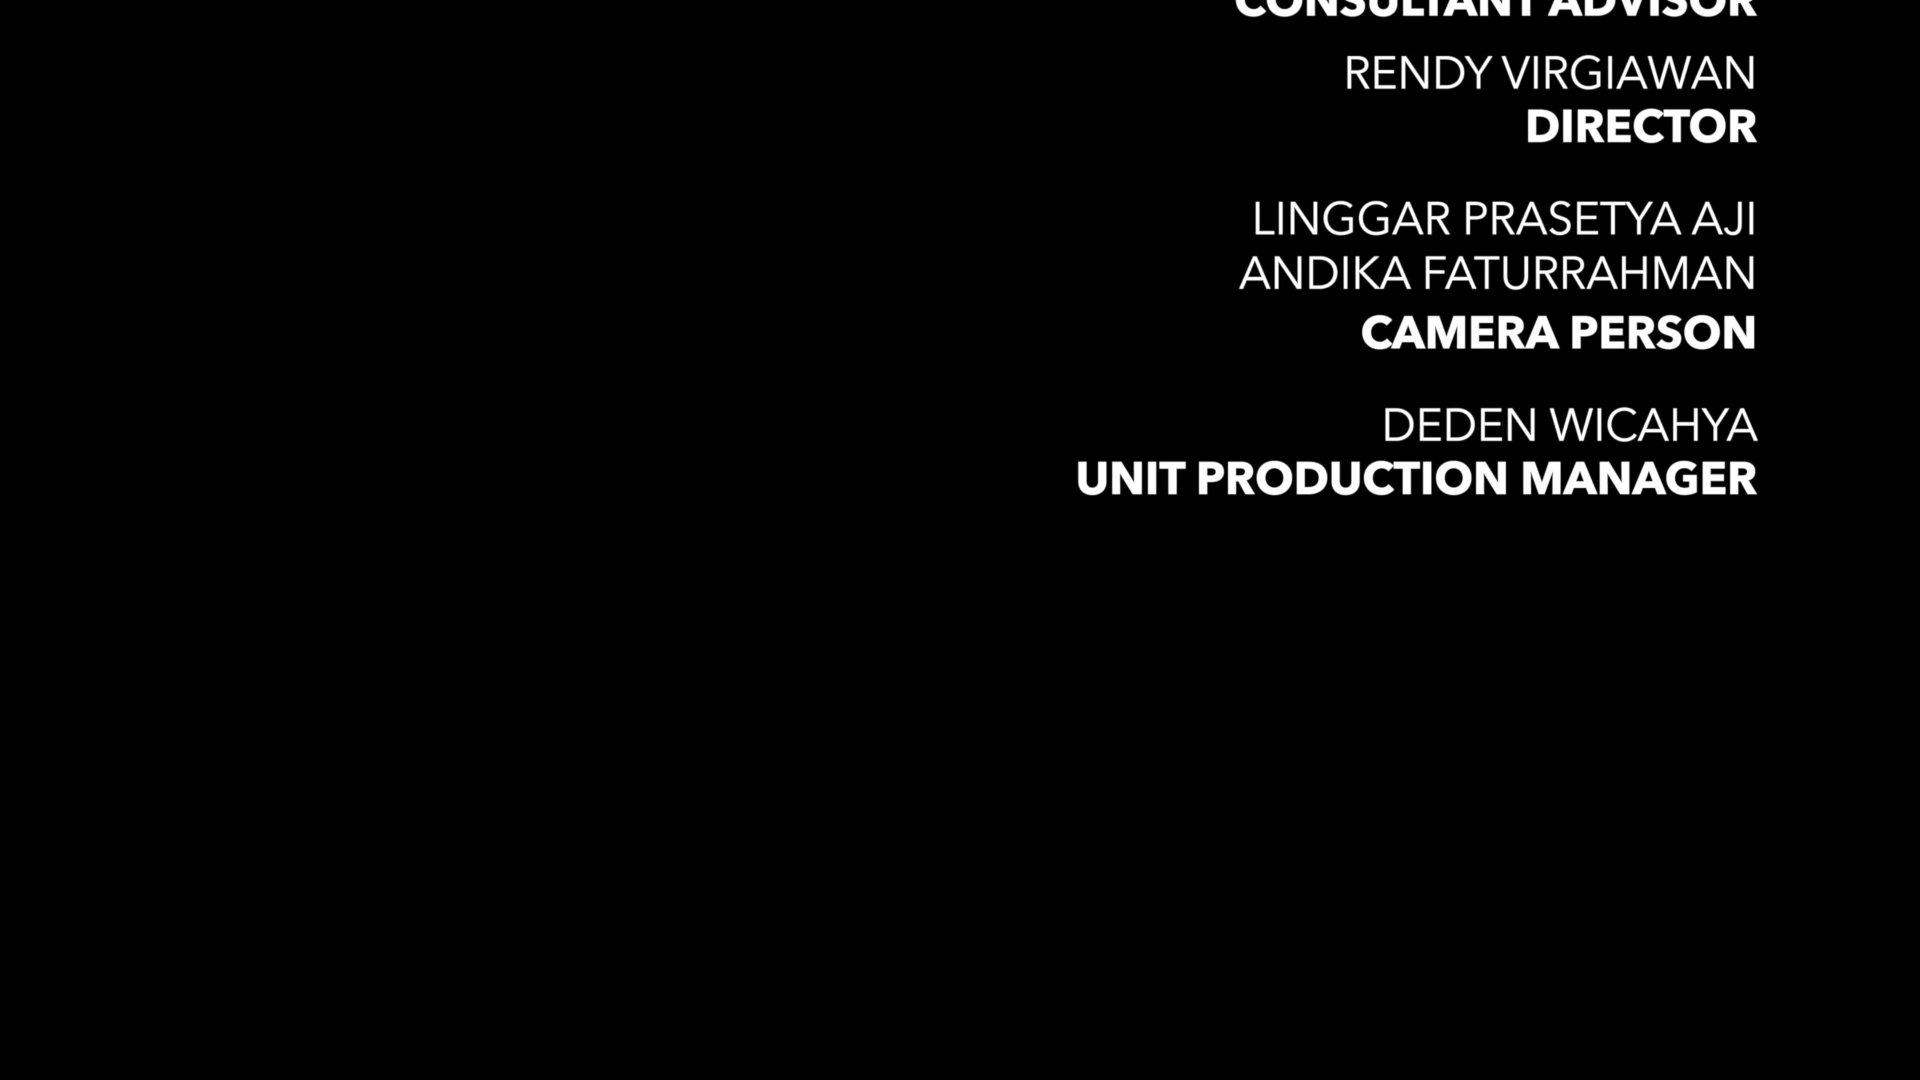 CONSULTANT ADVISOR
RENDY VIRGIAWAN
DIRECTOR
LINGGAR PRASETYA AJI
ANDIKA FATURRAHMAN
CAMERA PERSON
DEDEN WICAHYA
UNIT PRODUCTION MANAGER